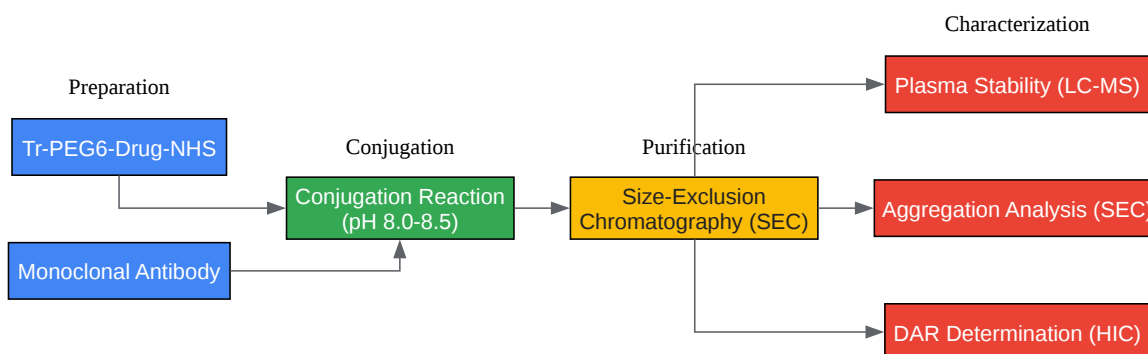 Characterization
Plasma Stability (LC-MS)
Preparation
Tr-PEG6-Drug-NHS
Conjugation
Purification
Conjugation Reaction
(pH 8.0-8.5)
Size-Exclusion
Chromatography (SEC)
Aggregation Analysis (SEC)
Monoclonal Antibody
DAR Determination (HIC)